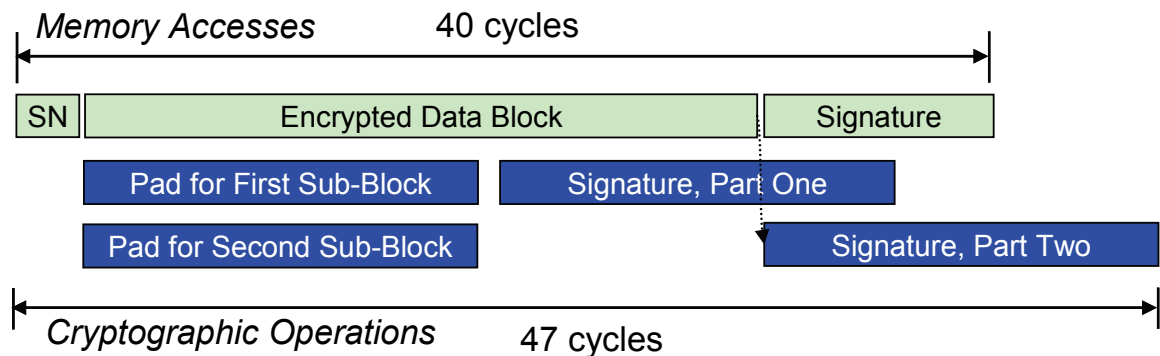 Memory Accesses 40 cycles
SN Encrypted Data Block Signature
Pad for First Sub-Block Signature, Part One
Pad for Second Sub-Block Signature, Part Two
Cryptographic Operations 47 cycles